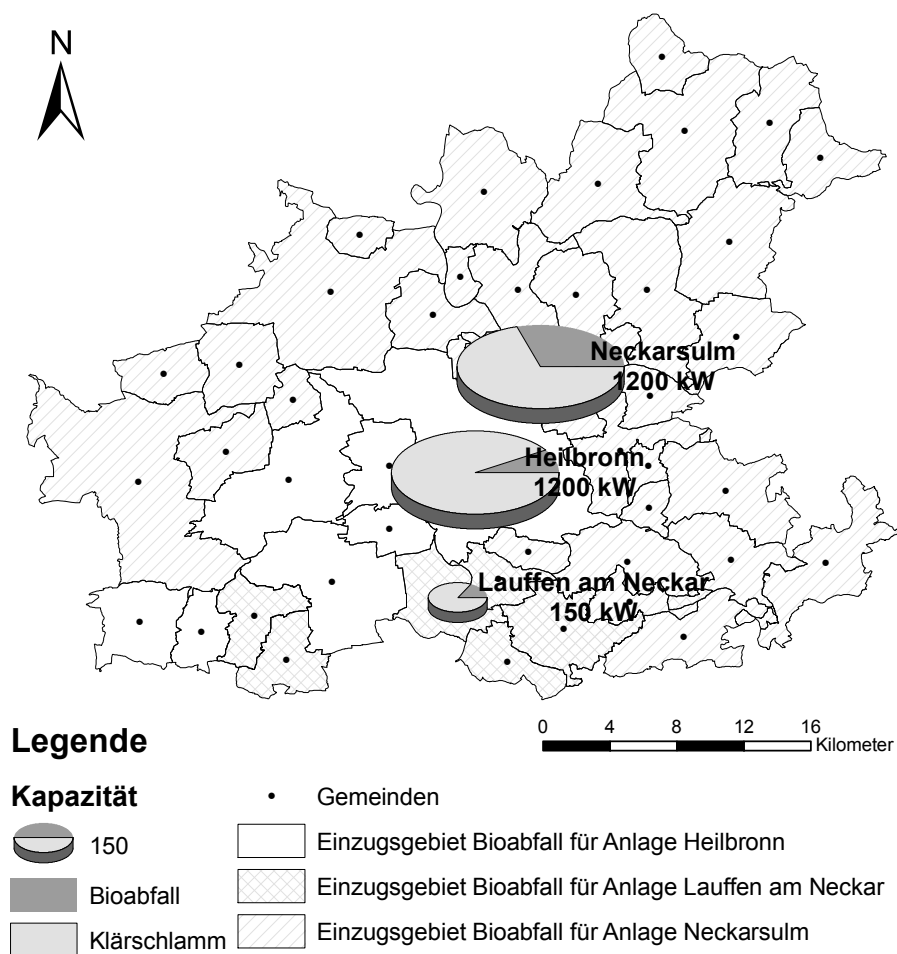 N
Neckarsulm
1200 kW
Heilbronn
1200 kW
Lauffen am Neckar
150 kW
0 4 8 12 16
Kilometer
Legende
Kapazität
150
Bioabfall
Klärschlamm
Gemeinden
Einzugsgebiet Bioabfall für Anlage Heilbronn
Einzugsgebiet Bioabfall für Anlage Lauffen am Neckar
Einzugsgebiet Bioabfall für Anlage Neckarsulm